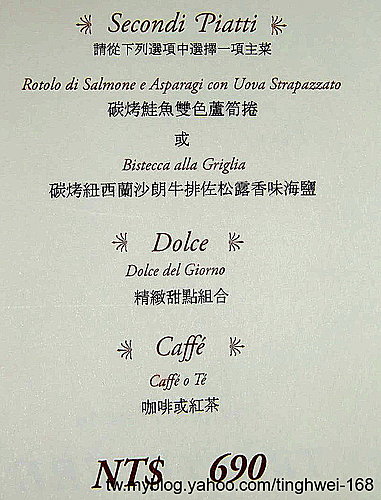 Secondi Piatti
請從下列選項中選擇一項主菜
Rotolo di Salmone e Asparagi con Uova Strapazzato
碳烤鮭魚雙色蘆筍捲
或
Bistecca alla Griglia
碳烤紐西蘭沙朗牛排佐松露香味海鹽
Dolce
Dolce del Giorno
精緻甜點組合
Caffé
Caffé o Té
咖啡或紅茶
NT$ 690
tw.myblog.yahoo.com/tinghwei-168